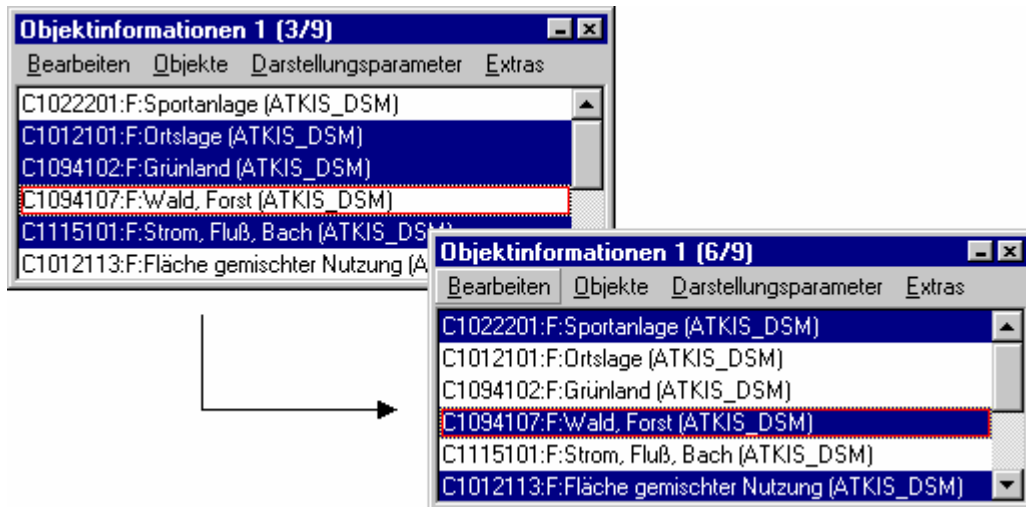 Objektinformationen 1 (3/9)
Bearbeiten Objekte Darstellungsparameter Extras
C1022201:F:Sportanlage (ATKIS_DSM)
C1012101:F:Ortslage (ATKIS_DSM)
C1094102:F:Grünland (ATKIS_DSM)
C1094107:F:Wald, Forst (ATKIS_DSM)
C1115101:F:Strom, Fluß, Bach (ATKIS_DSM)
C1012113:F:Fläche gemischter Nutzung (A
Objektinformationen 1 (6/9)
Bearbeiten Objekte Darstellungsparameter Extras
C1022201:F:Sportanlage (ATKIS_DSM)
C1012101:F:Ortslage (ATKIS_DSM)
C1094102:F:Grünland (ATKIS_DSM)
C1094107:F:Wald, Forst (ATKIS_DSM)
C1115101:F:Strom, Fluß, Bach (ATKIS_DSM)
C1012113:F:Fläche gemischter Nutzung (ATKIS_DSM)